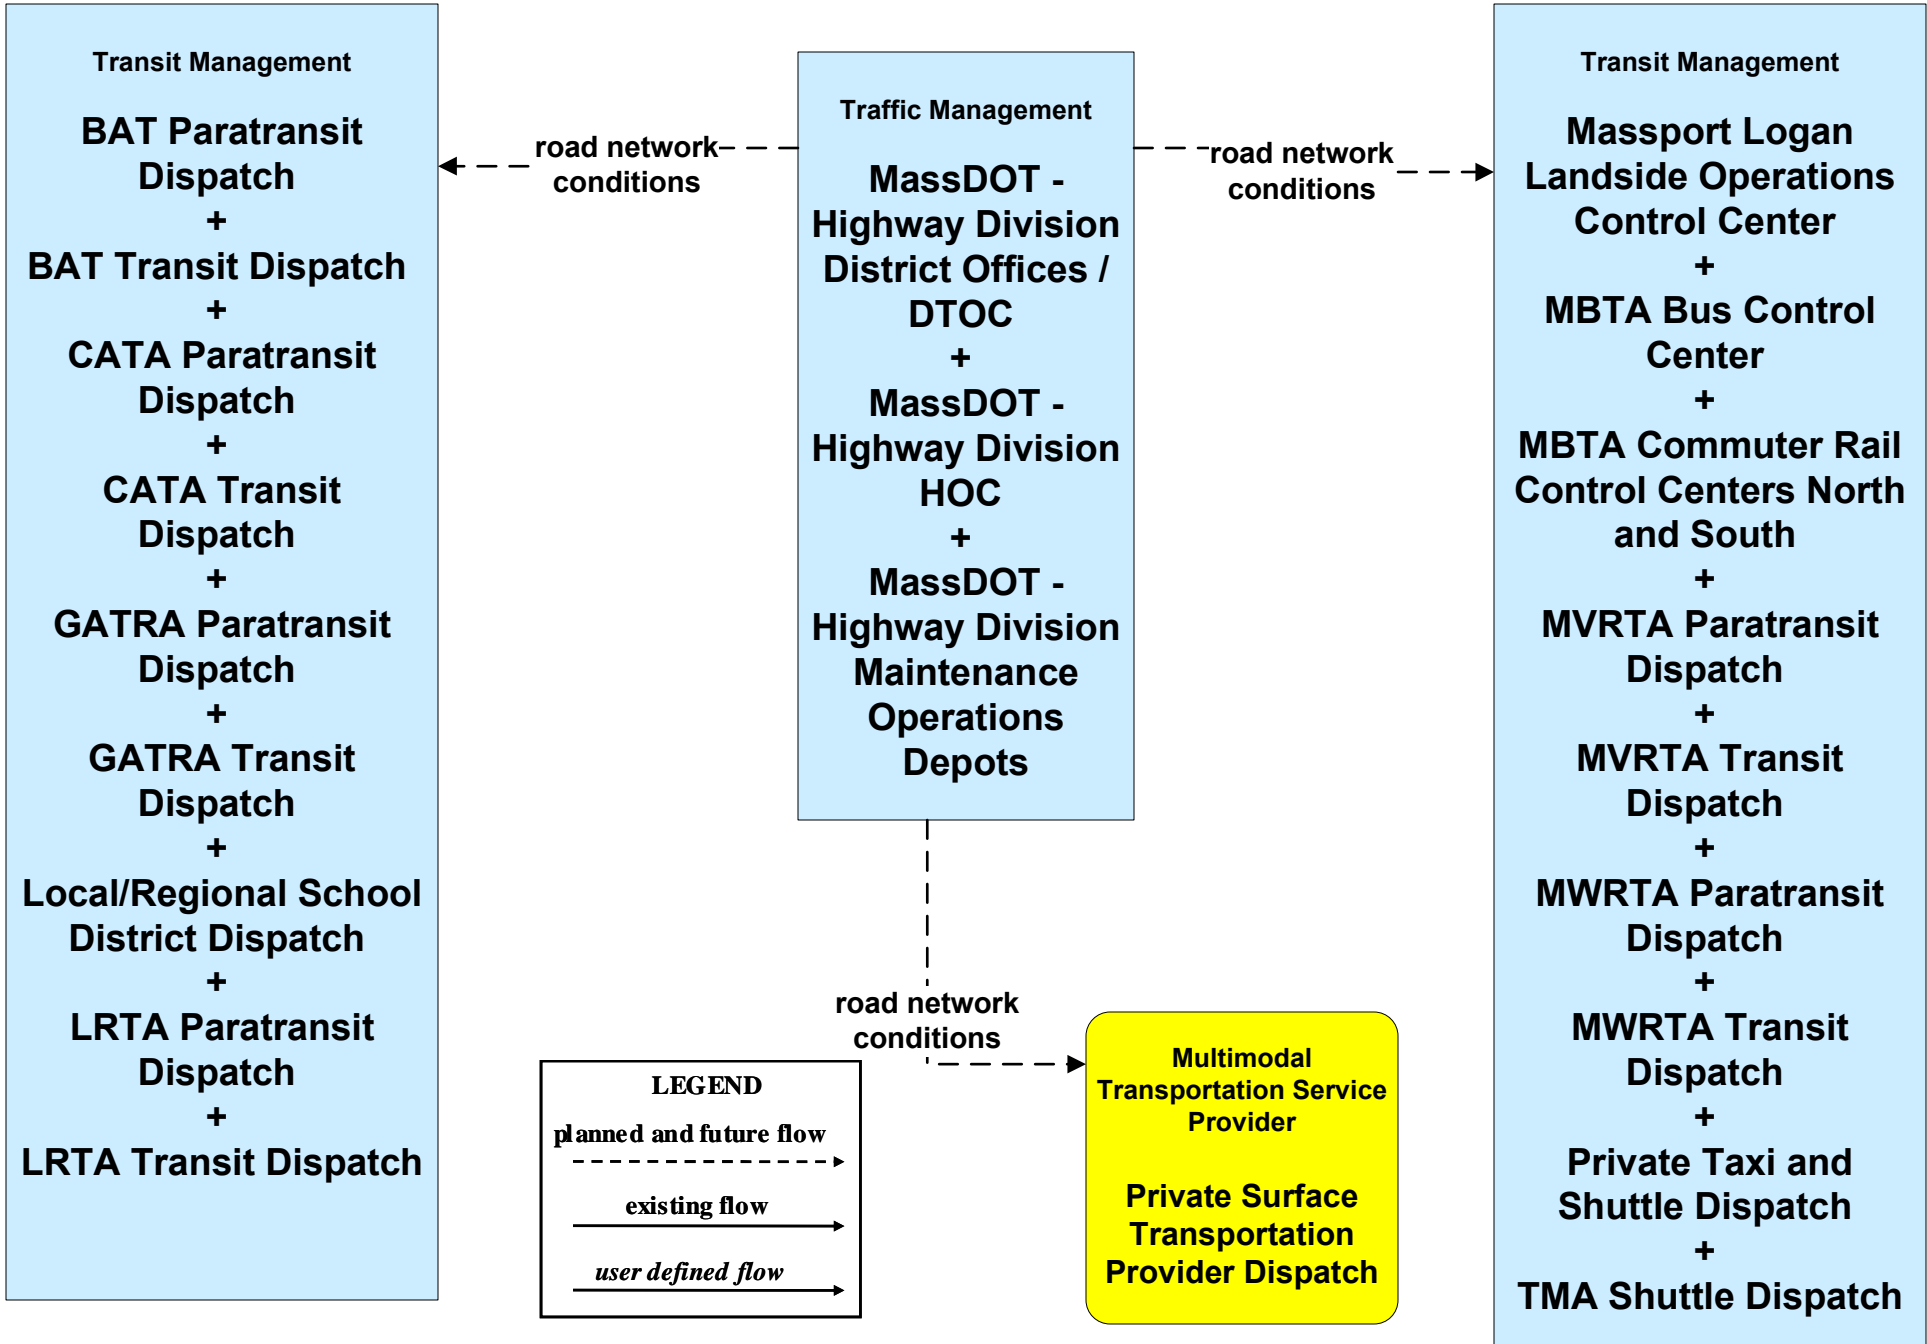 Transit Management
BAT Paratransit
Dispatch
+
BAT Transit Dispatch
+
CATA Paratransit
Dispatch
+
CATA Transit
Dispatch
+
GATRA Paratransit
Dispatch
+
GATRA Transit
Dispatch
+
Local/Regional School
District Dispatch
+
LRTA Paratransit
Dispatch
+
LRTA Transit Dispatch
road network
conditions
Traffic Management
MassDOT -
Highway Division
District Offices /
DTOC
+
MassDOT -
Highway Division
HOC
+
MassDOT -
Highway Division
Maintenance
Operations
Depots
road network
conditions
road network
conditions
LEGEND
planned and future flow
existing flow
user defined flow
Multimodal
Transportation Service
Provider
Private Surface
Transportation
Provider Dispatch
Transit Management
Massport Logan
Landside Operations
Control Center
+
MBTA Bus Control
Center
+
MBTA Commuter Rail
Control Centers North
and South
+
MVRTA Paratransit
Dispatch
+
MVRTA Transit
Dispatch
+
MWRTA Paratransit
Dispatch
+
MWRTA Transit
Dispatch
+
Private Taxi and
Shuttle Dispatch
+
TMA Shuttle Dispatch